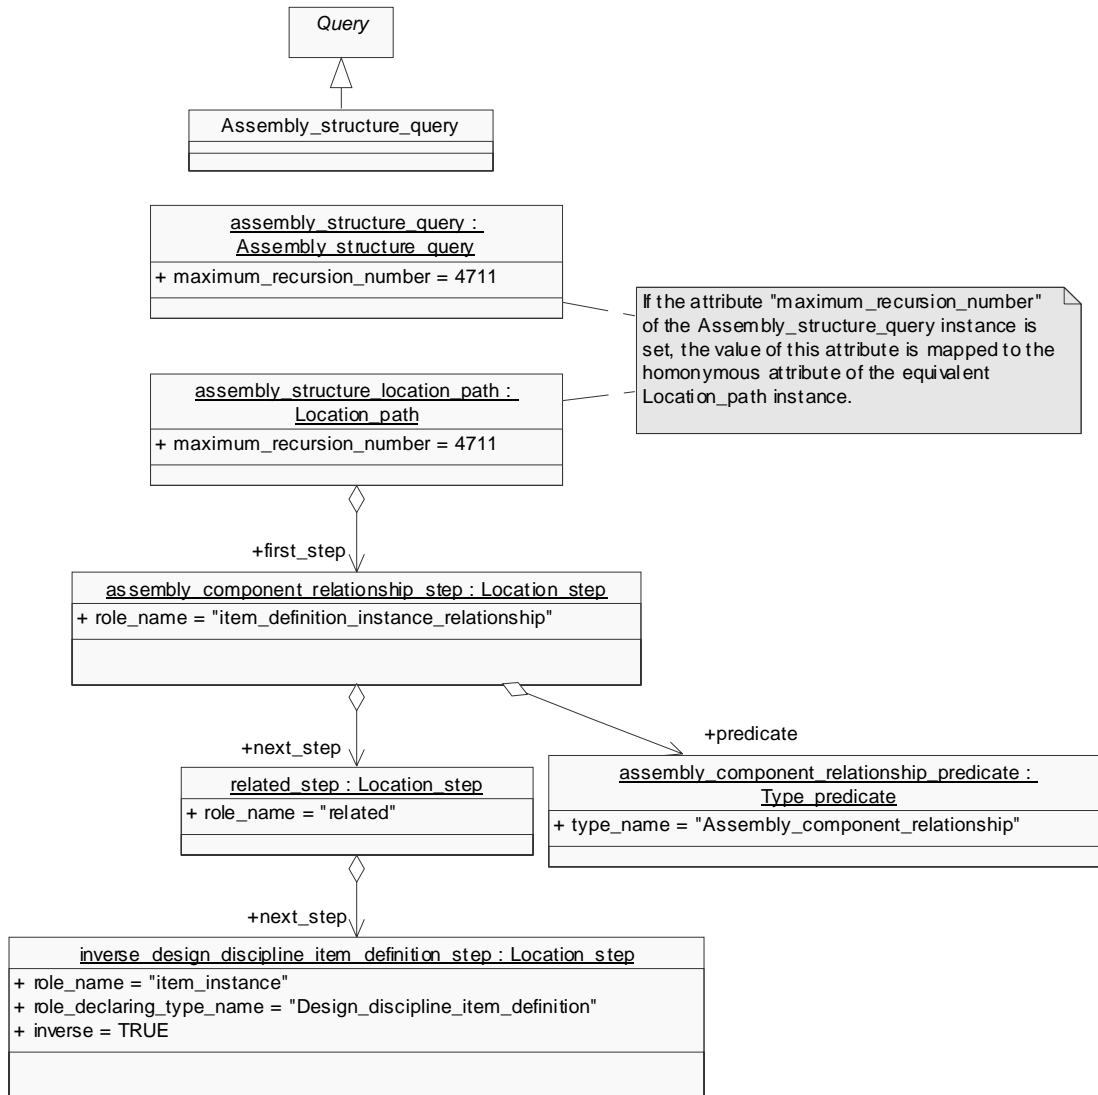 Query
Assembly_structure_query
assembly_structure_query :
Assembly_structure_query
+ maximum_recursion_number = 4711
If the attribute "maximum_recursion_number"
of the Assembly_structure_query instance is
set, the value of this attribute is mapped to the
homonymous attribute of the equivalent
Location_path instance.
assembly_structure_location_path :
Location_path
+ maximum_recursion_number = 4711
+first_step
assembly_component_relationship_step : Location_step
+ role_name = "item_definition_instance_relationship"
+next_step
+predicate
related_step : Location_step
+ role_name = "related"
assembly_component_relationship_predicate :
Type_predicate
+ type_name = "Assembly_component_relationship"
+next_step
inverse_design_discipline_item_definition_step : Location_step
+ role_name = "item_instance"
+ role_declaring_type_name = "Design_discipline_item_definition"
+ inverse = TRUE